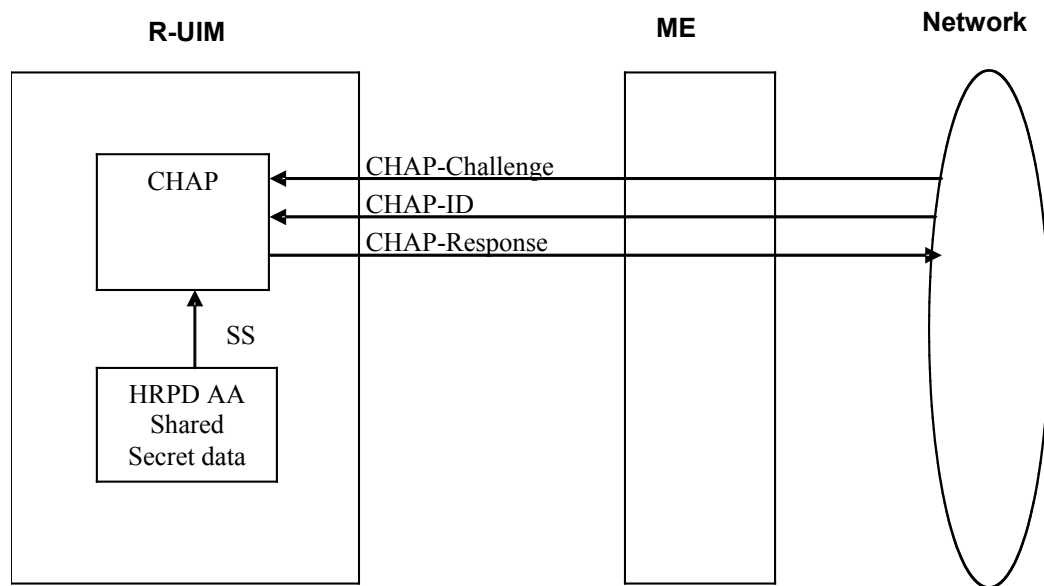 R-UIM
ME
Network
CHAP
CHAP-Challenge
CHAP-ID
CHAP-Response
SS
HRPD AA
Shared
Secret data